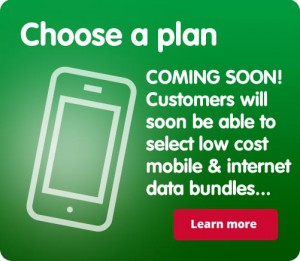 Choose a plan
COMING SOON!
Customers will
soon be able to
select low cost
mobile & internet
data bundles...
Learn more